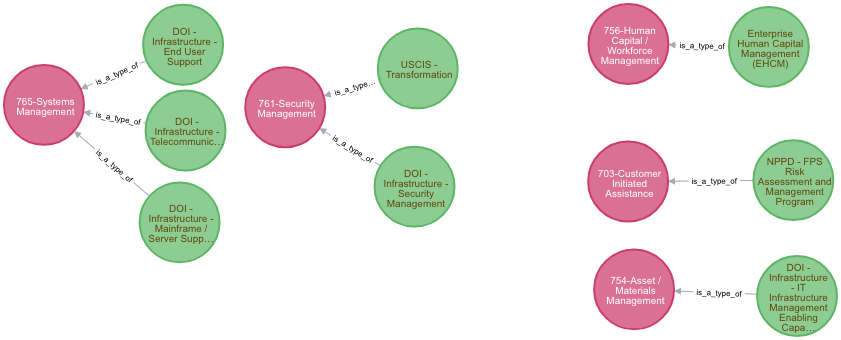 765-Systems
Management
is_a_type_of
DOI -
Infrastructure -
End User
Support
is_a_type_of
DOI -
Infrastructure -
Telecommunic...
is_a_type_of
DOI -
Infrastructure -
Mainframe /
Server Supp...
761-Security
Management
is_a_type...
USCIS -
Transformation
is_a_type_of
DOI -
Infrastructure -
Security
Management
756-Human
Capital /
Workforce
Management
is_a_type_of
Enterprise
Human Capital
Management
(EHCM)
703-Customer
Initiated
Assistance
is_a_type_of
NPPD - FPS
Risk
Assessment and
Management
Program
754-Asset /
Materials
Management
is_a_type_of
DOI -
Infrastructure
- IT
Infrastructure
Management
Enabling
Capa...